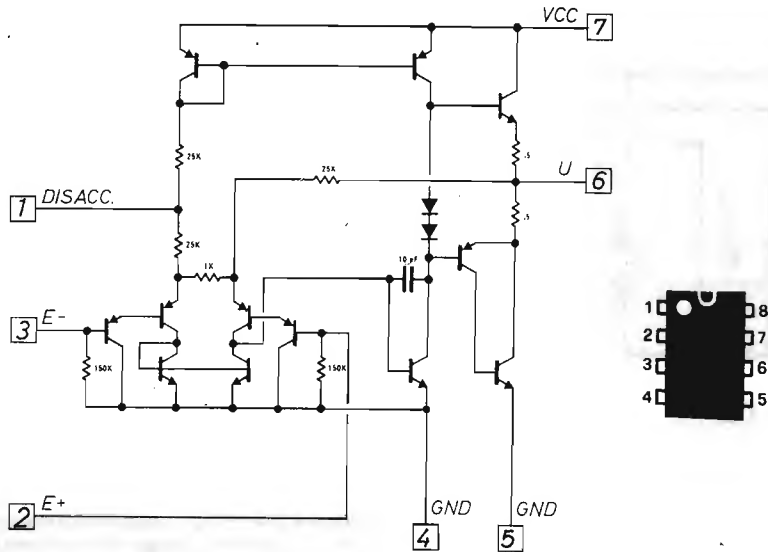 VCC 7
25K
25K
U 6
.5
.5
1 DISACC.
25K
1K
10 pF
3 E-
150K
150K
2 E+
4 GND
5 GND
1 8
2 7
3 6
4 5